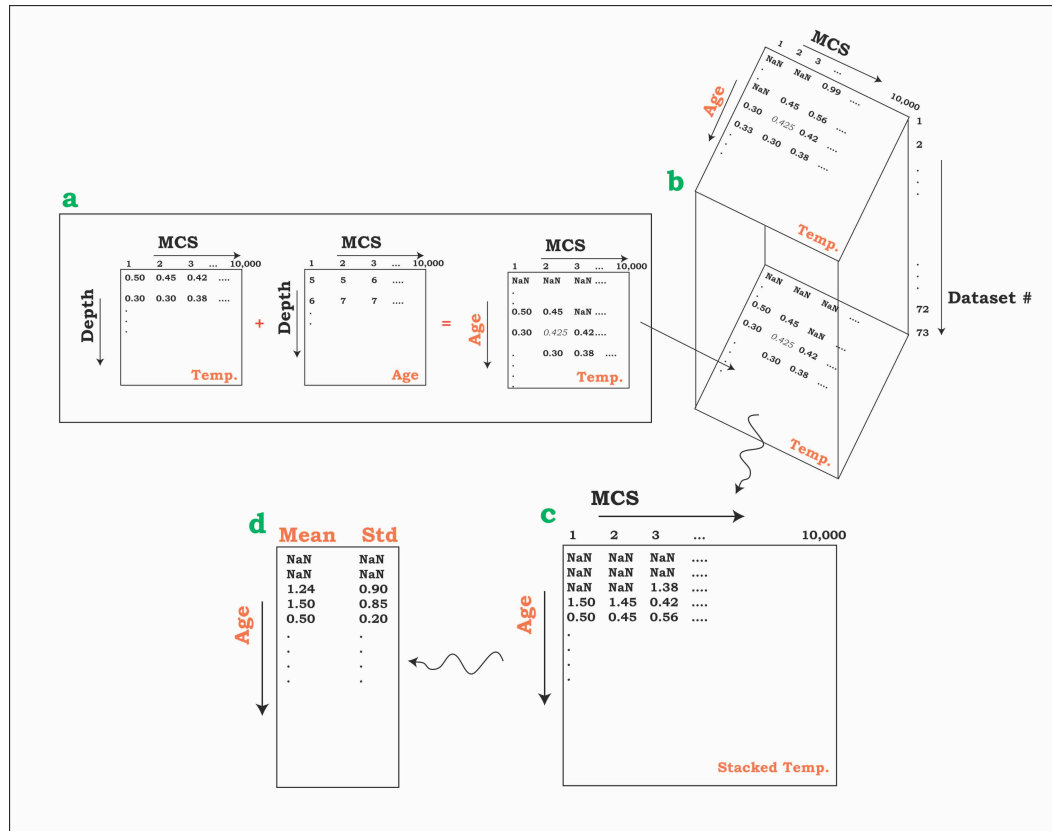 a
MCS
1 2 3 ... 10,000
Depth
0.50 0.45 0.42 ....
0.30 0.30 0.38 ....
.
.
.
Temp.
+
MCS
1 2 3 ... 10,000
Depth
5 5 6 ....
6 7 7 ....
.
.
Age
=
MCS
1 2 3 ... 10,000
Age
NaN NaN NaN ....
.
.
0.50 0.45 NaN ....
0.30 0.425 0.42 ....
. 0.30 0.38 ....
.
.
.
Temp.
b
MCS
1 2 3 ... 10,000
Age
NaN NaN 0.99 ....
.
.
NaN 0.45 0.56 ....
0.30 0.425 0.42 ....
0.33 0.30 0.38 ....
.
.
.
Temp.
1
2
.
.
.
.
.
.
72
73
Dataset #
NaN NaN NaN ....
.
.
0.50 0.45 NaN ....
0.30 0.425 0.42 ....
. 0.30 0.38 ....
.
.
.
Temp.
c
MCS
1 2 3 ... 10,000
Age
NaN NaN NaN ....
NaN NaN NaN ....
NaN NaN 1.38 ....
1.50 1.45 0.42 ....
0.50 0.45 0.56 ....
.
.
.
.
Stacked Temp.
d
Mean Std
Age
NaN NaN
NaN NaN
1.24 0.90
1.50 0.85
0.50 0.20
. .
. .
. .
. .